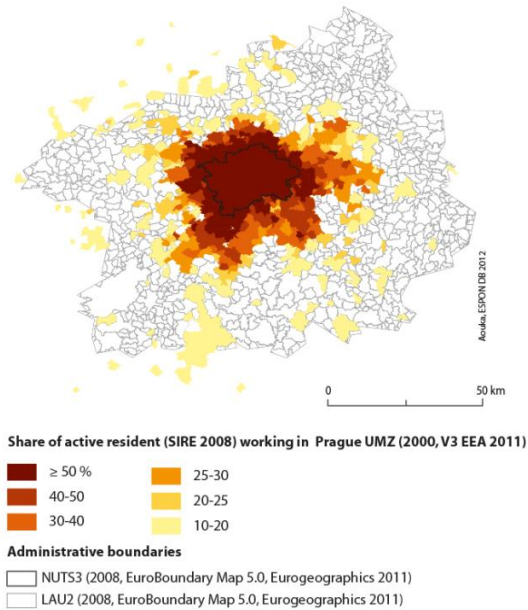 Aouka, ESPON DB 2012
0 50 km
Share of active resident (SIRE 2008) working in Prague UMZ (2000, V3 EEA 2011)
≥ 50 %
40-50
30-40
25-30
20-25
10-20
Administrative boundaries
NUTS3 (2008, EuroBoundary Map 5.0, Eurogeographics 2011)
LAU2 (2008, EuroBoundary Map 5.0, Eurogeographics 2011)